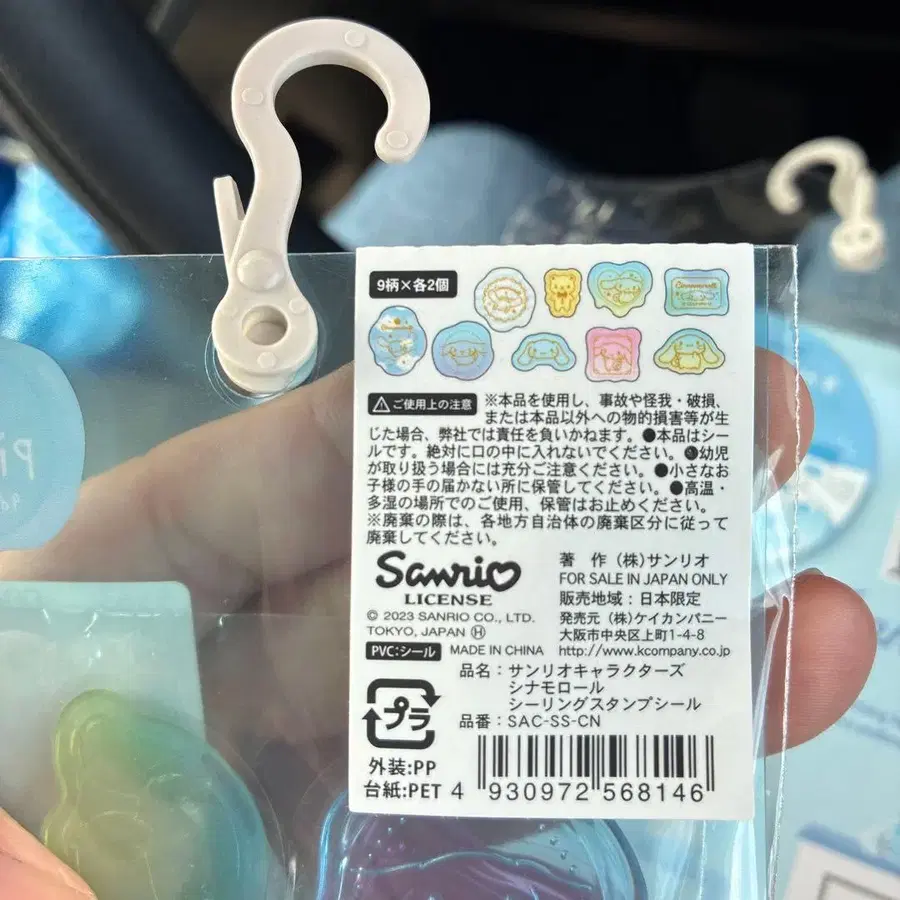 9柄×各2個
Cinnamoroll
ご使用上の注意 ※本品を使用し、事故や怪我・破損、
または本品以外への物的損害等が生
じた場合、弊社では責任を負いかねます。●本品はシー
ルです。絶対に口の中に入れないでください。●幼児
が取り扱う場合には充分ご注意ください。●小さなお
子様の手の届かない所に保管してください。●高温・
多湿の場所でのご使用、保管はお止めください。
※廃棄の際は、各地方自治体の廃棄区分に従って
廃棄してください。
Sanrio
LICENSE
© 2023 SANRIO CO., LTD.
TOKYO, JAPAN Ⓗ
著 作 (株)サンリオ
FOR SALE IN JAPAN ONLY
販売地域：日本限定
発売元 (株)ケイカンパニー
大阪市中央区上町1-4-8
http://www.kcompany.co.jp
PVC:シール MADE IN CHINA
品名：サンリオキャラクターズ
シナモロール
シーリングスタンプシール
品番：SAC-SS-CN
プラ
外装:PP
台紙:PET
4 930972 568146